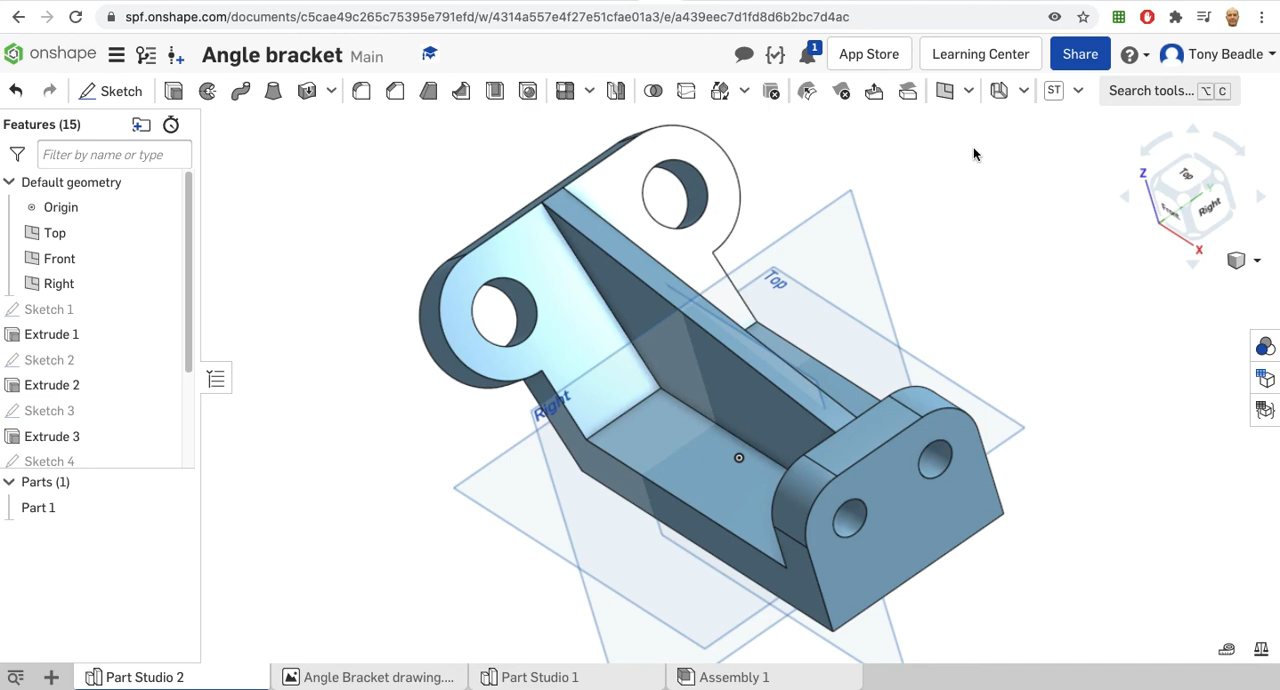 spf.onshape.com/documents/c5cae49c265c75395e791efd/w/4314a557e4f27e51cfae01a3/e/a439eec7d1fd8d6b2bc7d4ac
onshape
Angle bracket Main
1
App Store
Learning Center
Share
Tony Beadle
Sketch
ST
Search tools... ⌥ C
Features (15)
Filter by name or type
Default geometry
Origin
Top
Front
Right
Sketch 1
Extrude 1
Sketch 2
Extrude 2
Sketch 3
Extrude 3
Sketch 4
Parts (1)
Part 1
Top
Right
Z
Top
Front
Right
Y
X
Part Studio 2
Angle Bracket drawing....
Part Studio 1
Assembly 1